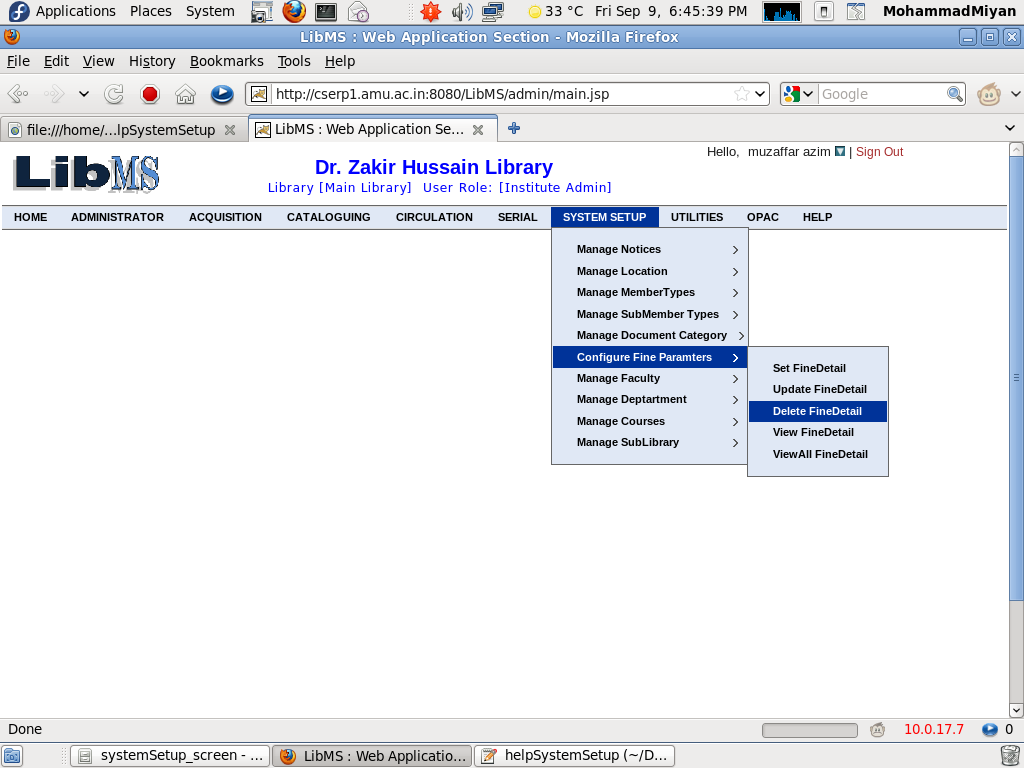 Applications Places System 33 °C Fri Sep 9, 6:45:39 PM MohammadMiyan
LibMS : Web Application Section - Mozilla Firefox
File Edit View History Bookmarks Tools Help
http://cserp1.amu.ac.in:8080/LibMS/admin/main.jsp Google
file:///home/...lpSystemSetup LibMS : Web Application Se...
LibMS
Hello, muzaffar azim | Sign Out
Dr. Zakir Hussain Library
Library [Main Library] User Role: [Institute Admin]
HOME ADMINISTRATOR ACQUISITION CATALOGUING CIRCULATION SERIAL SYSTEM SETUP UTILITIES OPAC HELP
Manage Notices
Manage Location
Manage MemberTypes
Manage SubMember Types
Manage Document Category
Configure Fine Paramters
Manage Faculty
Manage Deptartment
Manage Courses
Manage SubLibrary
Set FineDetail
Update FineDetail
Delete FineDetail
View FineDetail
ViewAll FineDetail
Done 10.0.17.7 0
systemSetup_screen - ... LibMS : Web Applicatio... helpSystemSetup (~/D...